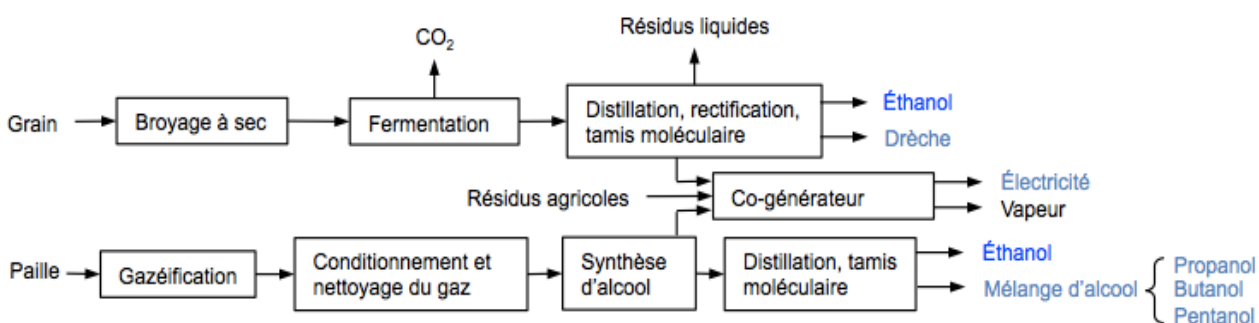 CO₂
Résidus liquides
Grain
Broyage à sec
Fermentation
Distillation, rectification,
tamis moléculaire
Éthanol
Drèche
Résidus agricoles
Co-générateur
Électricité
Vapeur
Paille
Gazéification
Conditionnement et
nettoyage du gaz
Synthèse
d'alcool
Distillation, tamis
moléculaire
Éthanol
Mélange d'alcool
Propanol
Butanol
Pentanol